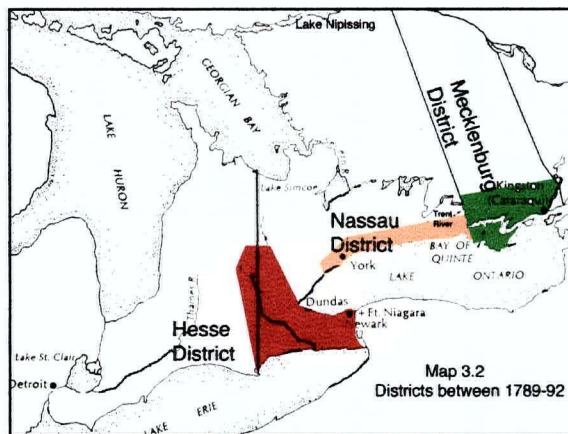 Lake Nipissing
GEORGIAN BAY
LAKE HURON
Mecklenburg
District
Kingston
(Cataraqui)
Lake Simcoe
Trent
River
Nassau
District
BAY OF
QUINTE
York
LAKE ONTARIO
Thames R
Dundas
+ Ft. Niagara
Newark
Hesse
District
Lake St. Clair
Detroit
LAKE ERIE
Map 3.2
Districts between 1789-92